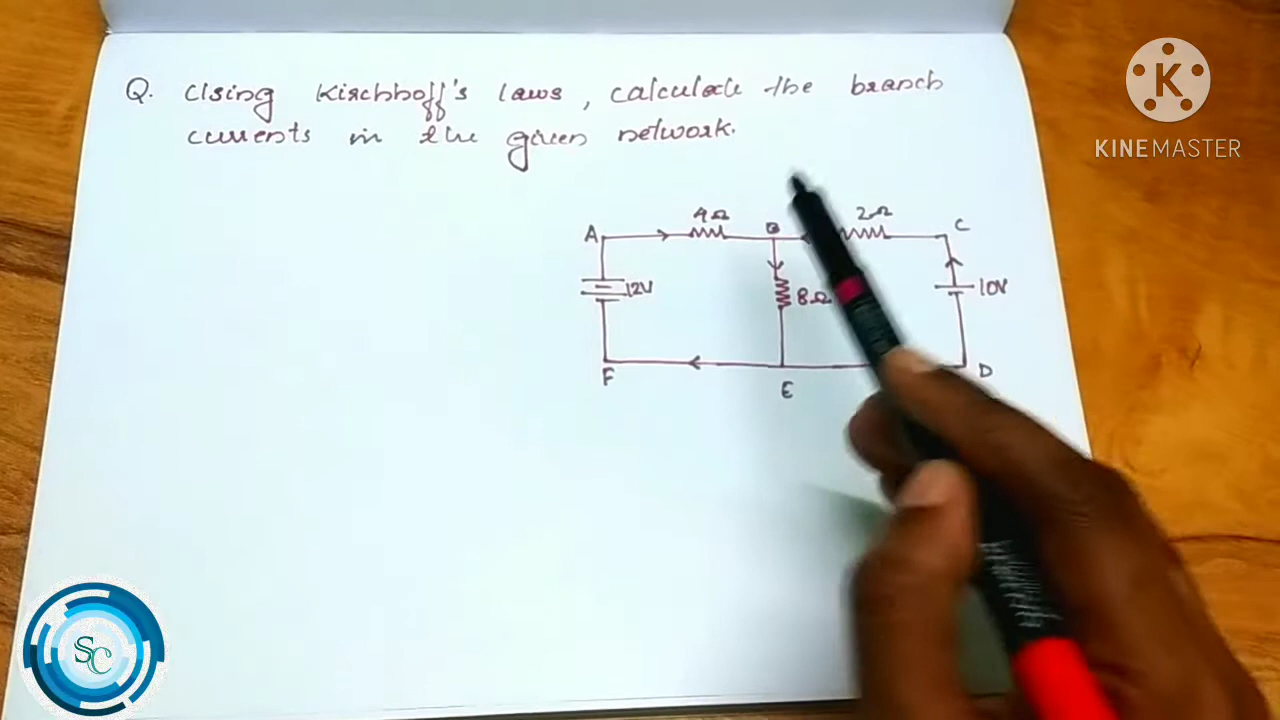 Q. Using Kirchhoff's laws, calculate the branch
currents in the given network.
K
KINEMASTER
4Ω
2Ω
A
B
C
12V
8Ω
10V
F
E
D
SC